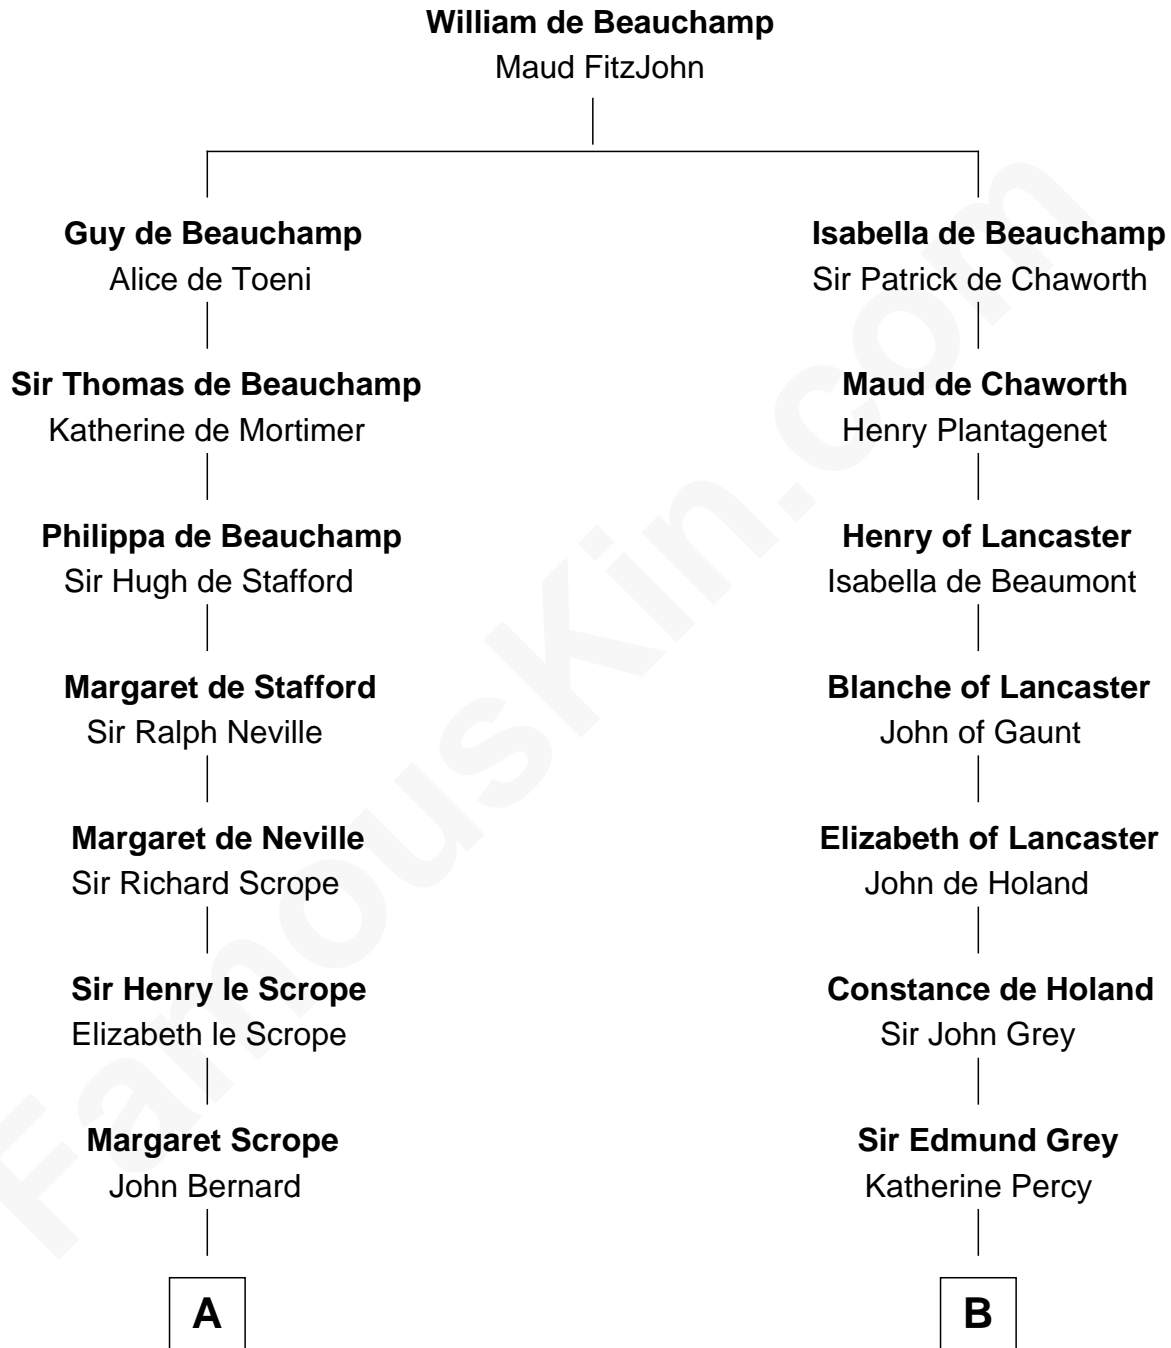 William de Beauchamp
Maud FitzJohn
Guy de Beauchamp
Alice de Toeni
Isabella de Beauchamp
Sir Patrick de Chaworth
Sir Thomas de Beauchamp
Katherine de Mortimer
Maud de Chaworth
Henry Plantagenet
Philippa de Beauchamp
Sir Hugh de Stafford
Henry of Lancaster
Isabella de Beaumont
Margaret de Stafford
Sir Ralph Neville
Blanche of Lancaster
John of Gaunt
Margaret de Neville
Sir Richard Scrope
Elizabeth of Lancaster
John de Holand
Sir Henry le Scrope
Elizabeth le Scrope
Constance de Holand
Sir John Grey
Margaret Scrope
John Bernard
Sir Edmund Grey
Katherine Percy
A
B
FamousKin.com